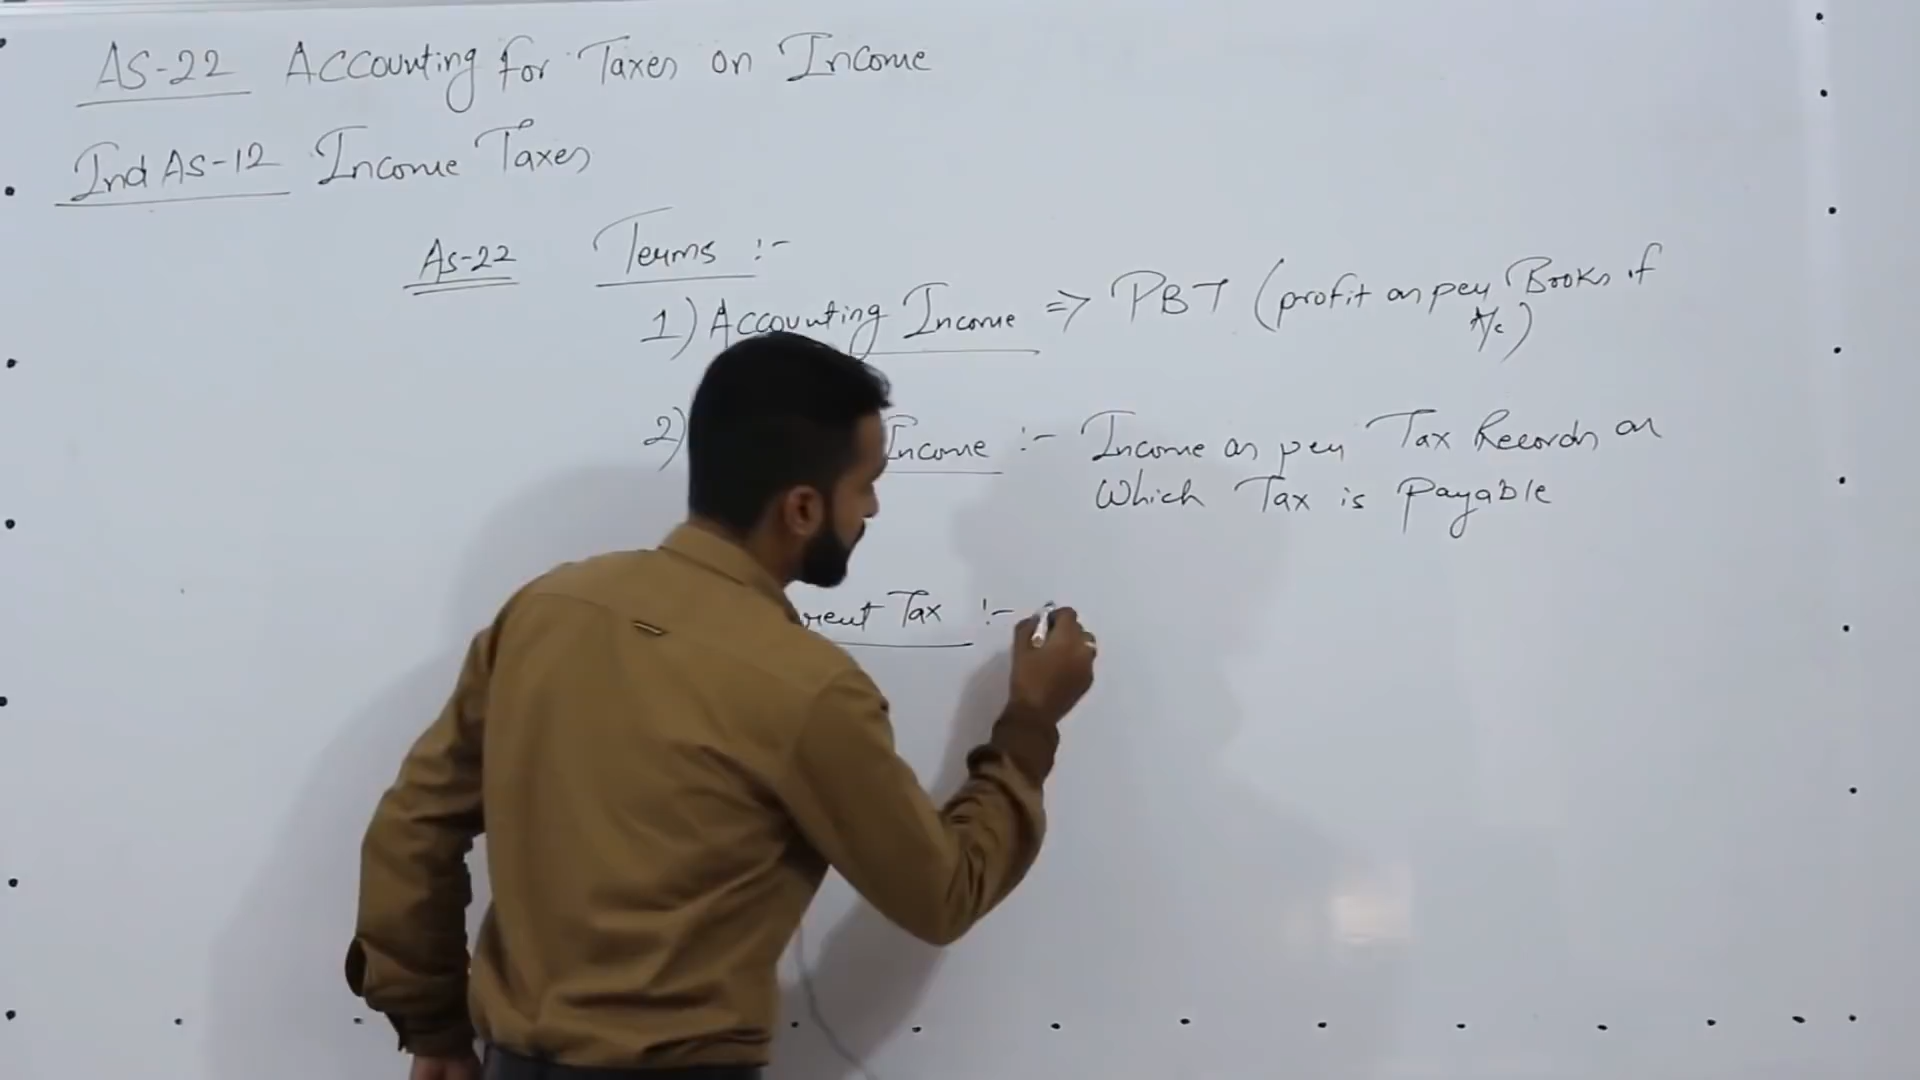 AS-22 Accounting for Taxes on Income
Ind AS-12 Income Taxes
As-22 Terms :-
1) Accounting Income => PBT (profit as per Books of
A/c)
2) Income :- Income as per Tax Records on
Which Tax is Payable
rrent Tax :-